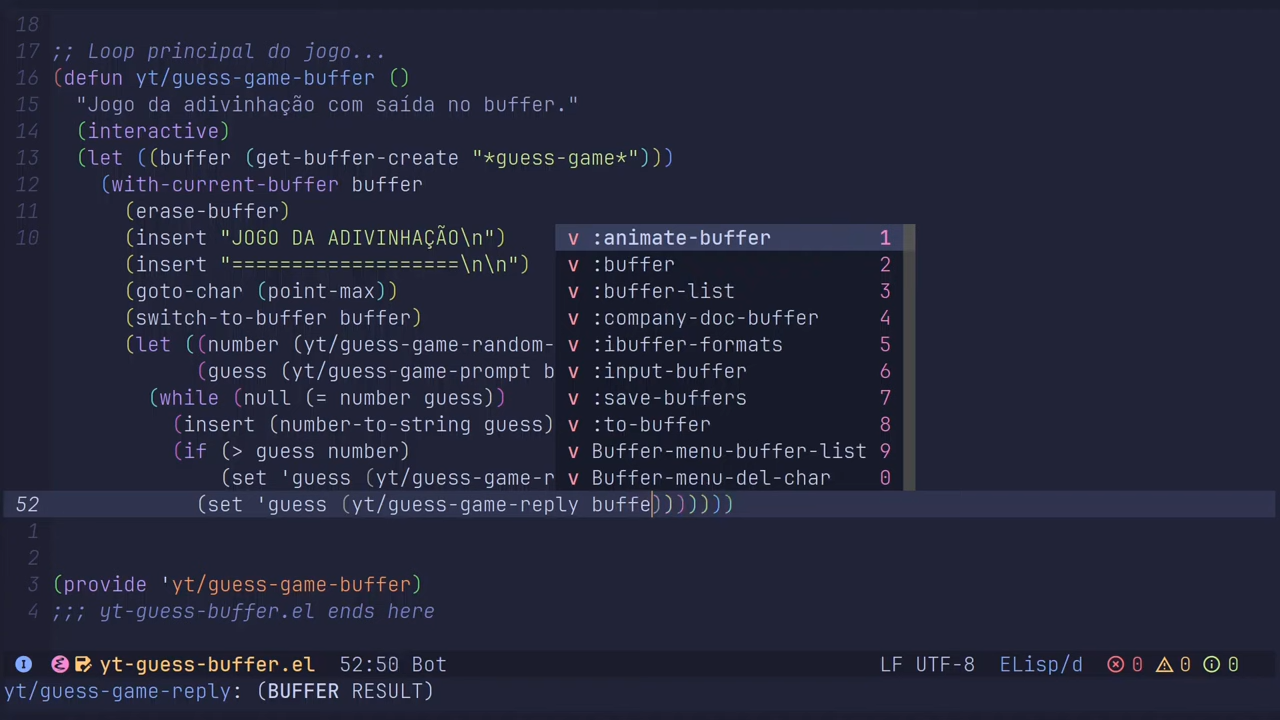 18
17 ;; Loop principal do jogo...
16 (defun yt/guess-game-buffer ()
15 "Jogo da adivinhação com saída no buffer."
14 (interactive)
13 (let ((buffer (get-buffer-create "*guess-game*")))
12 (with-current-buffer buffer
11 (erase-buffer)
10 (insert "JOGO DA ADIVINHAÇÃO\n") v :animate-buffer 1
(insert "===================\n\n") v :buffer 2
(goto-char (point-max)) v :buffer-list 3
(switch-to-buffer buffer) v :company-doc-buffer 4
(let ((number (yt/guess-game-random- v :ibuffer-formats 5
(guess (yt/guess-game-prompt b v :input-buffer 6
(while (null (= number guess)) v :save-buffers 7
(insert (number-to-string guess) v :to-buffer 8
(if (> guess number) v Buffer-menu-buffer-list 9
(set 'guess (yt/guess-game-r v Buffer-menu-del-char 0
52 (set 'guess (yt/guess-game-reply buffe)))))))
1
2
3 (provide 'yt/guess-game-buffer)
4 ;;; yt-guess-buffer.el ends here
I yt-guess-buffer.el 52:50 Bot LF UTF-8 ELisp/d 0 0 0
yt/guess-game-reply: (BUFFER RESULT)